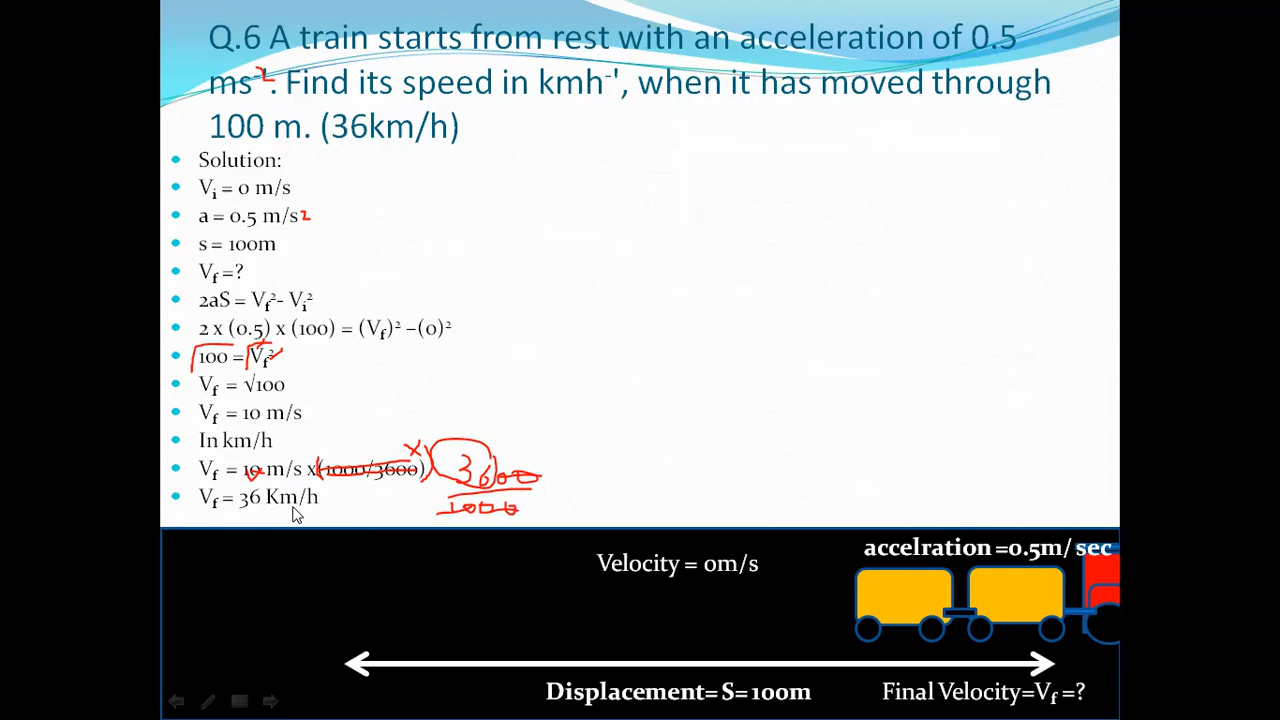 Q.6 A train starts from rest with an acceleration of 0.5
ms⁻². Find its speed in kmh⁻', when it has moved through
100 m. (36km/h)
Solution:
Vᵢ = 0 m/s
a = 0.5 m/s2
s = 100m
V_f =?
2aS = V_f² - Vᵢ²
2 x (0.5) x (100) = (V_f)² –(0)²
100 = V_f²
V_f = √100
V_f = 10 m/s
In km/h
V_f = 10 m/s x (1000/3600) x 3600/1000
V_f = 36 Km/h
accelration =0.5m/ sec
Velocity = 0m/s
Displacement= S=100m
Final Velocity=V_f =?